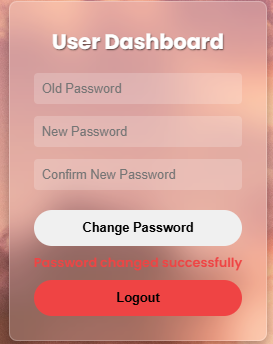 User Dashboard
Old Password
New Password
Confirm New Password
Change Password
Password changed successfully
Logout